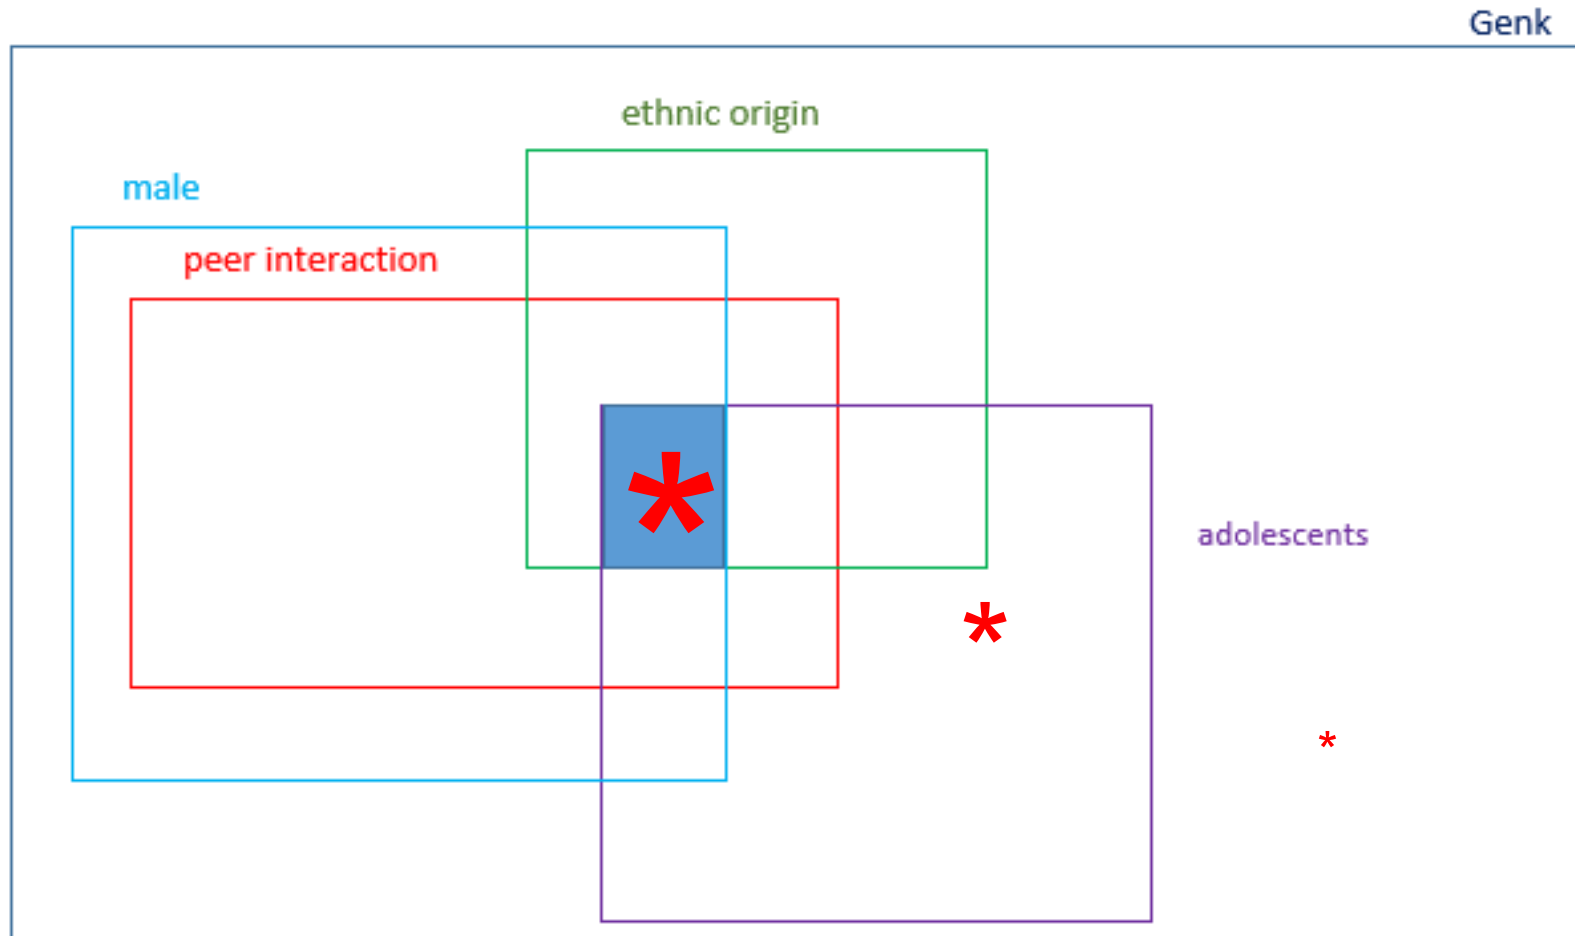 Genk
ethnic origin
male
peer interaction
*
adolescents
*
*